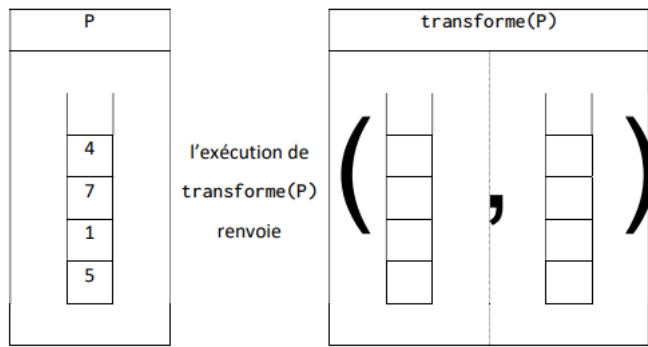 P
transforme(P)
4
7
1
5
l'exécution de
transforme(P)
renvoie
( , )